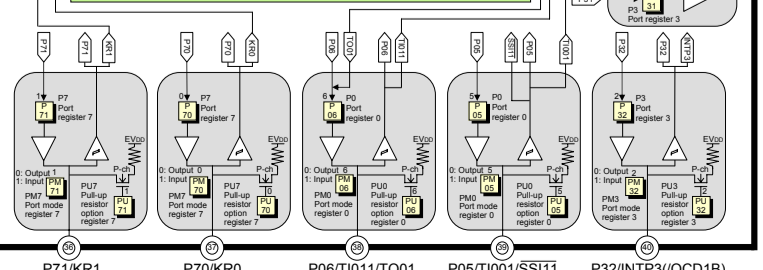 P3
31
Port register 3
P71
P71
KR1
P70
P70
KR0
P06
TO01
P06
TI011
P05
SSI11
P05
TI001
P32
P32
INTP3
1
P
71
P7
Port
register 7
EVDD
P-ch
0: Output 1
1: Input
PM
71
PM7
Port mode
register 7
PU7
Pull-up
resistor
option
register 7
1
PU
71
0
P
70
P7
Port
register 7
EVDD
P-ch
0: Output 0
1: Input
PM
70
PM7
Port mode
register 7
PU7
Pull-up
resistor
option
register 7
0
PU
70
6
P
06
P0
Port
register 0
EVDD
P-ch
0: Output 6
1: Input
PM
06
PM0
Port mode
register 0
PU0
Pull-up
resistor
option
register 0
6
PU
06
5
P
05
P0
Port
register 0
EVDD
P-ch
0: Output 5
1: Input
PM
05
PM0
Port mode
register 0
PU0
Pull-up
resistor
option
register 0
5
PU
05
2
P
32
P3
Port
register 3
EVDD
P-ch
0: Output 2
1: Input
PM
32
PM3
Port mode
register 3
PU3
Pull-up
resistor
option
register 3
2
PU
32
36
37
38
39
40
P71/KR1
P70/KR0
P06/TI011/TO01
P05/TI001/SSI11
P32/INTP3(/OCD1B)